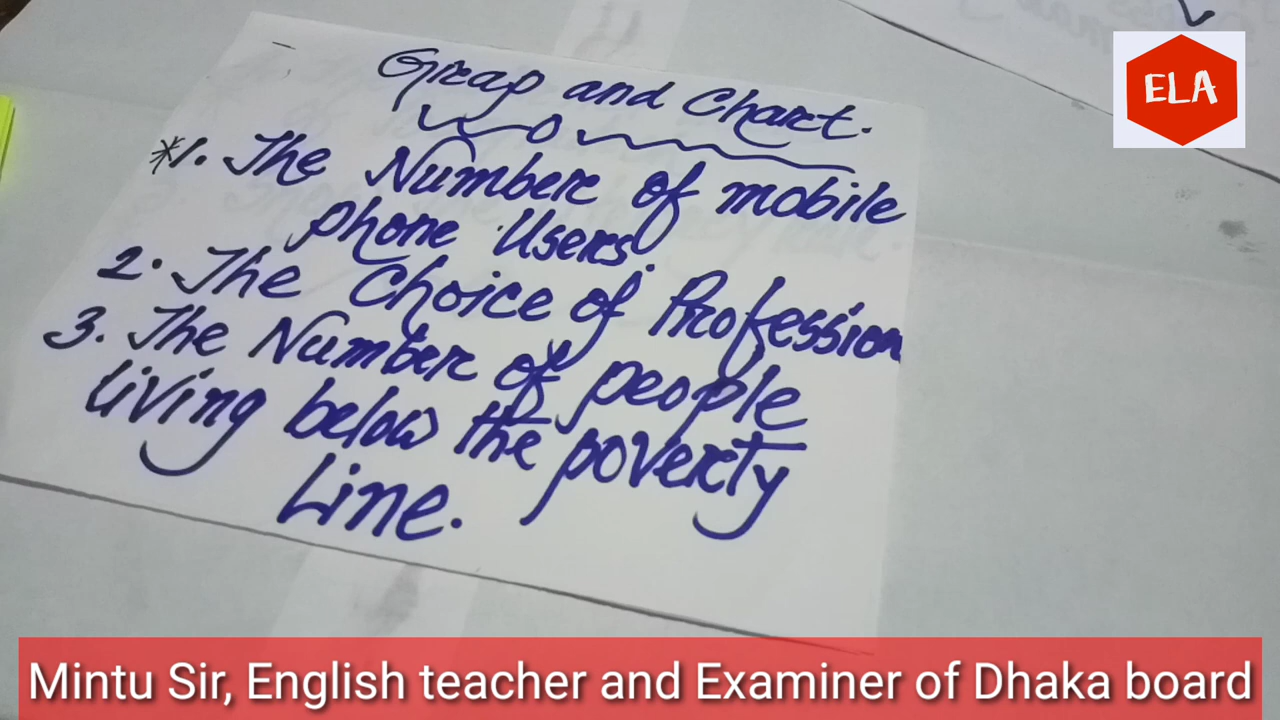 Grap and Chart.
*1. The Number of mobile
phone Users.
2. The Choice of Profession
3. The Number of people
living below the poverty
Line.
ELA
Mintu Sir, English teacher and Examiner of Dhaka board